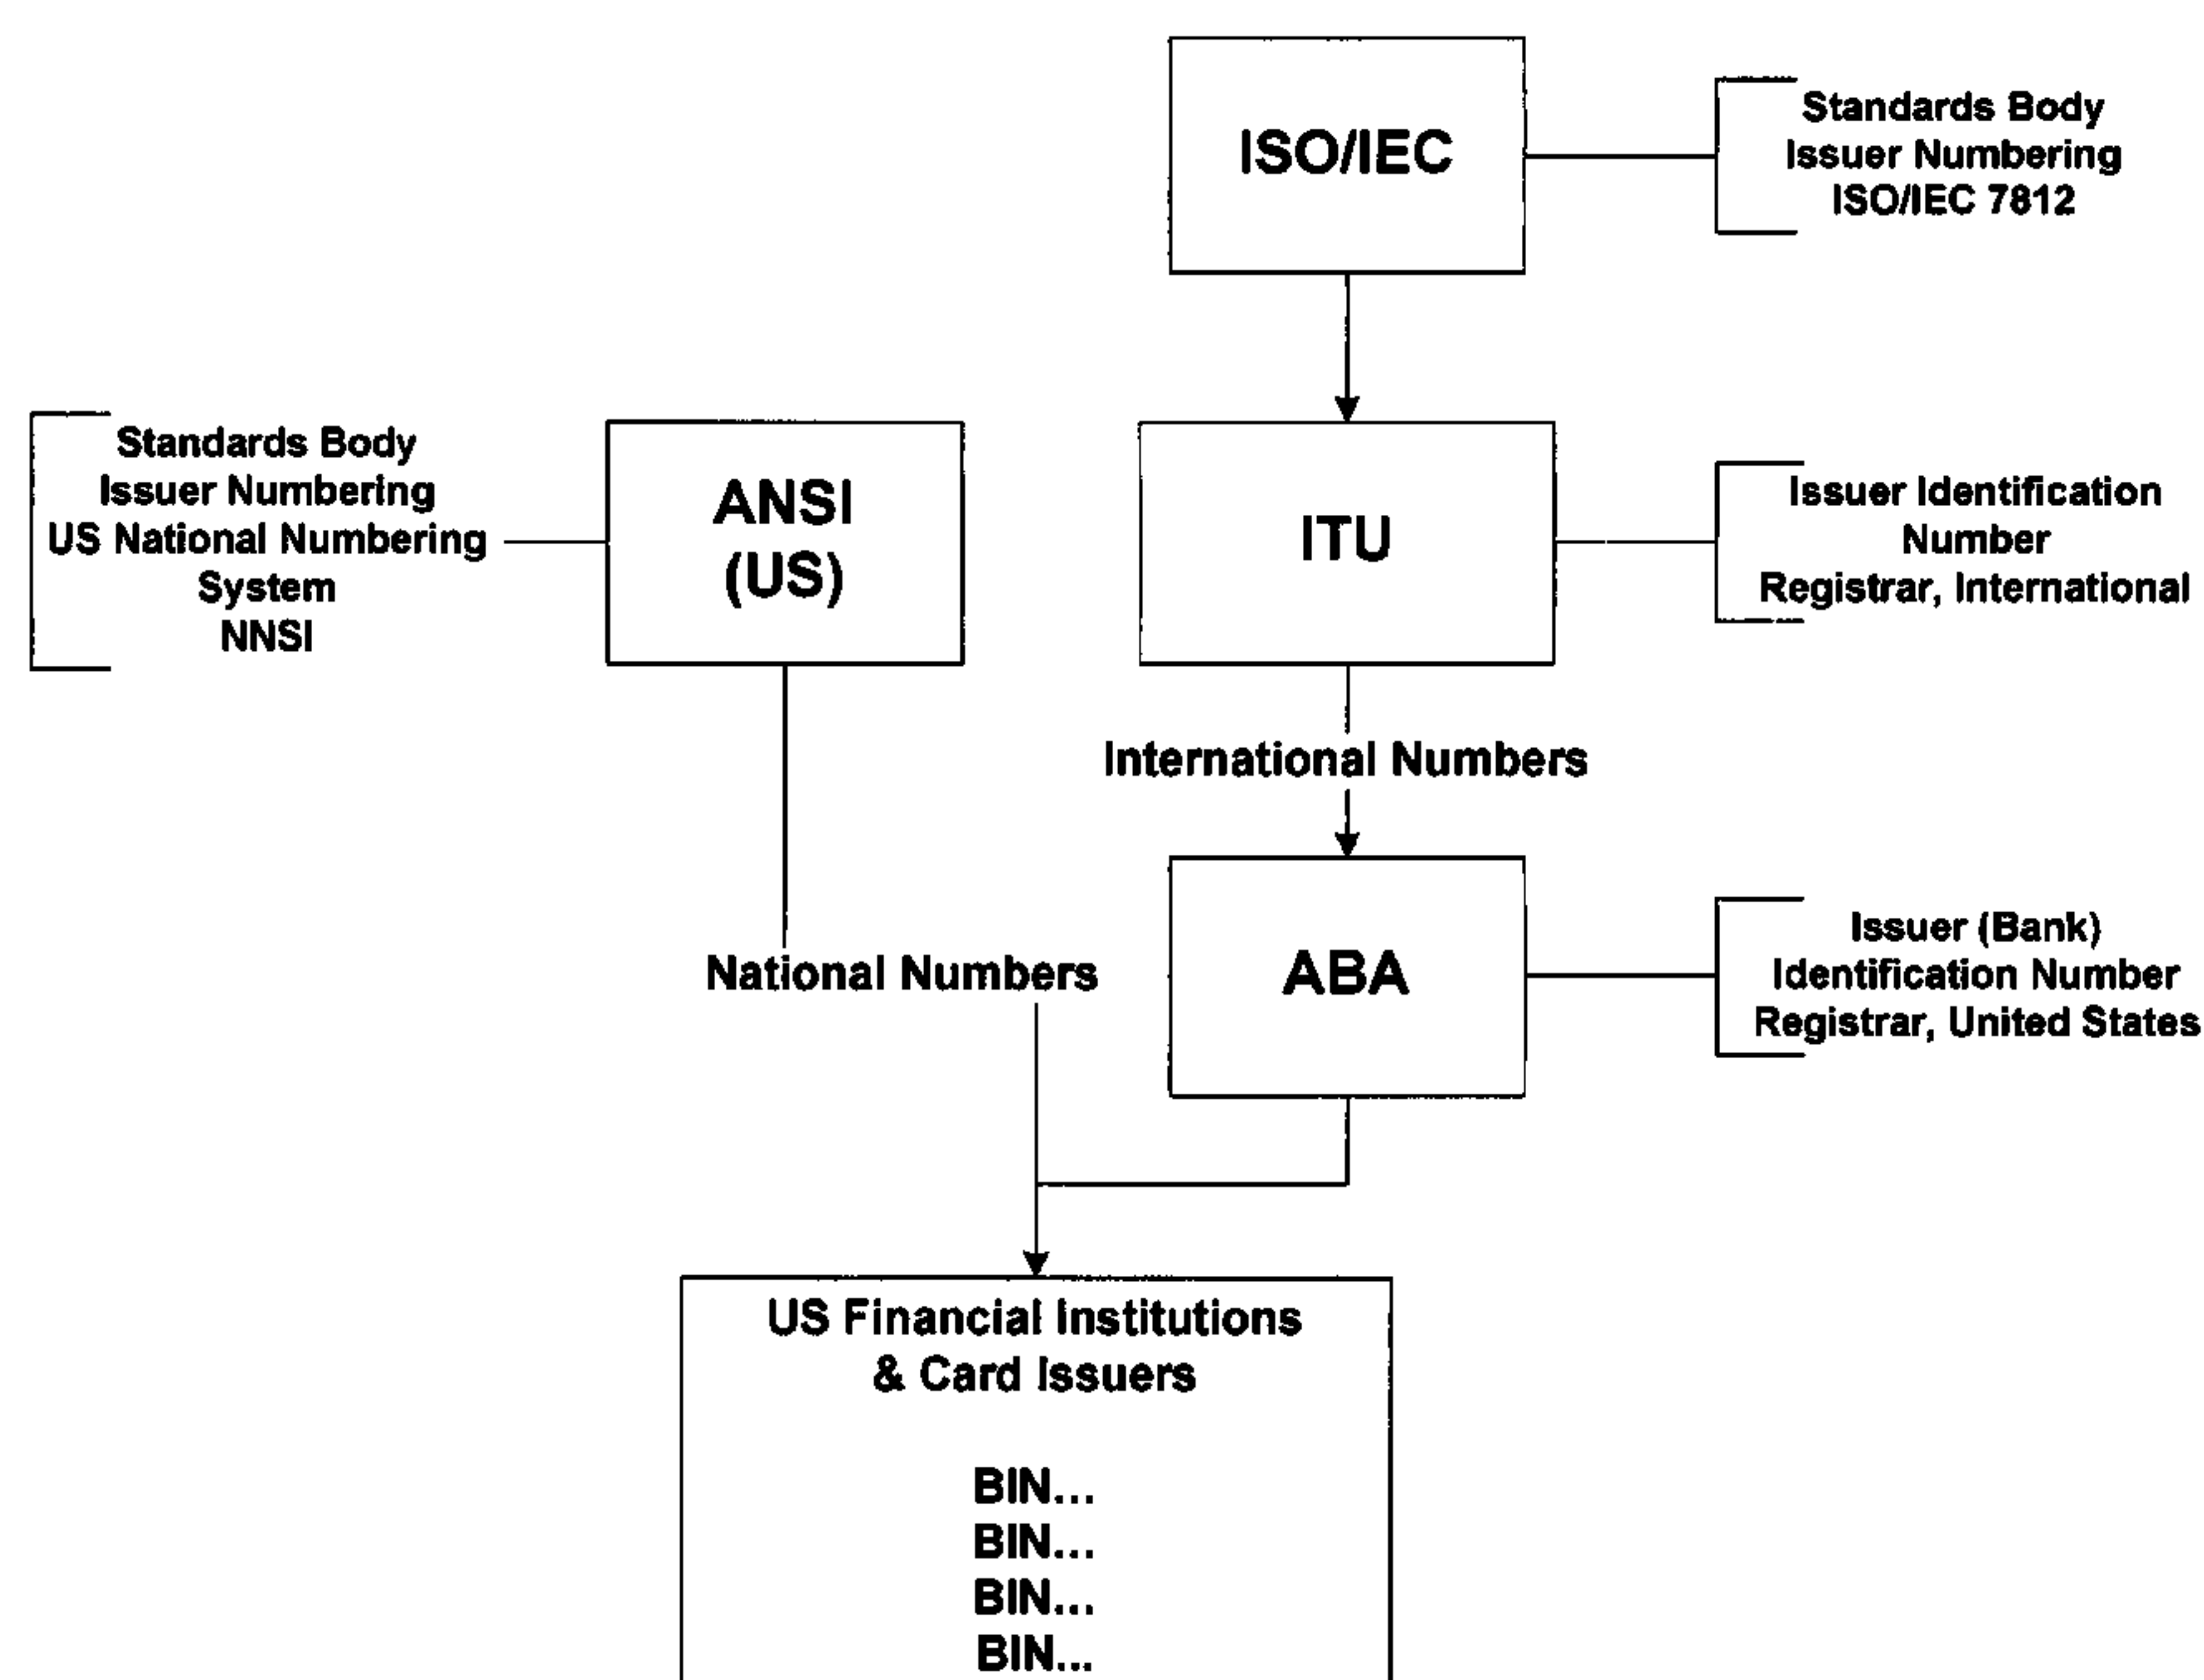 ISO/IEC
Standards Body
Issuer Numbering
ISO/IEC 7812
Standards Body
Issuer Numbering
US National Numbering
System
NNSI
ANSI
(US)
ITU
Issuer Identification
Number
Registrar, International
International Numbers
National Numbers
ABA
Issuer (Bank)
Identification Number
Registrar, United States
US Financial Institutions
& Card Issuers
BIN...
BIN...
BIN...
BIN...